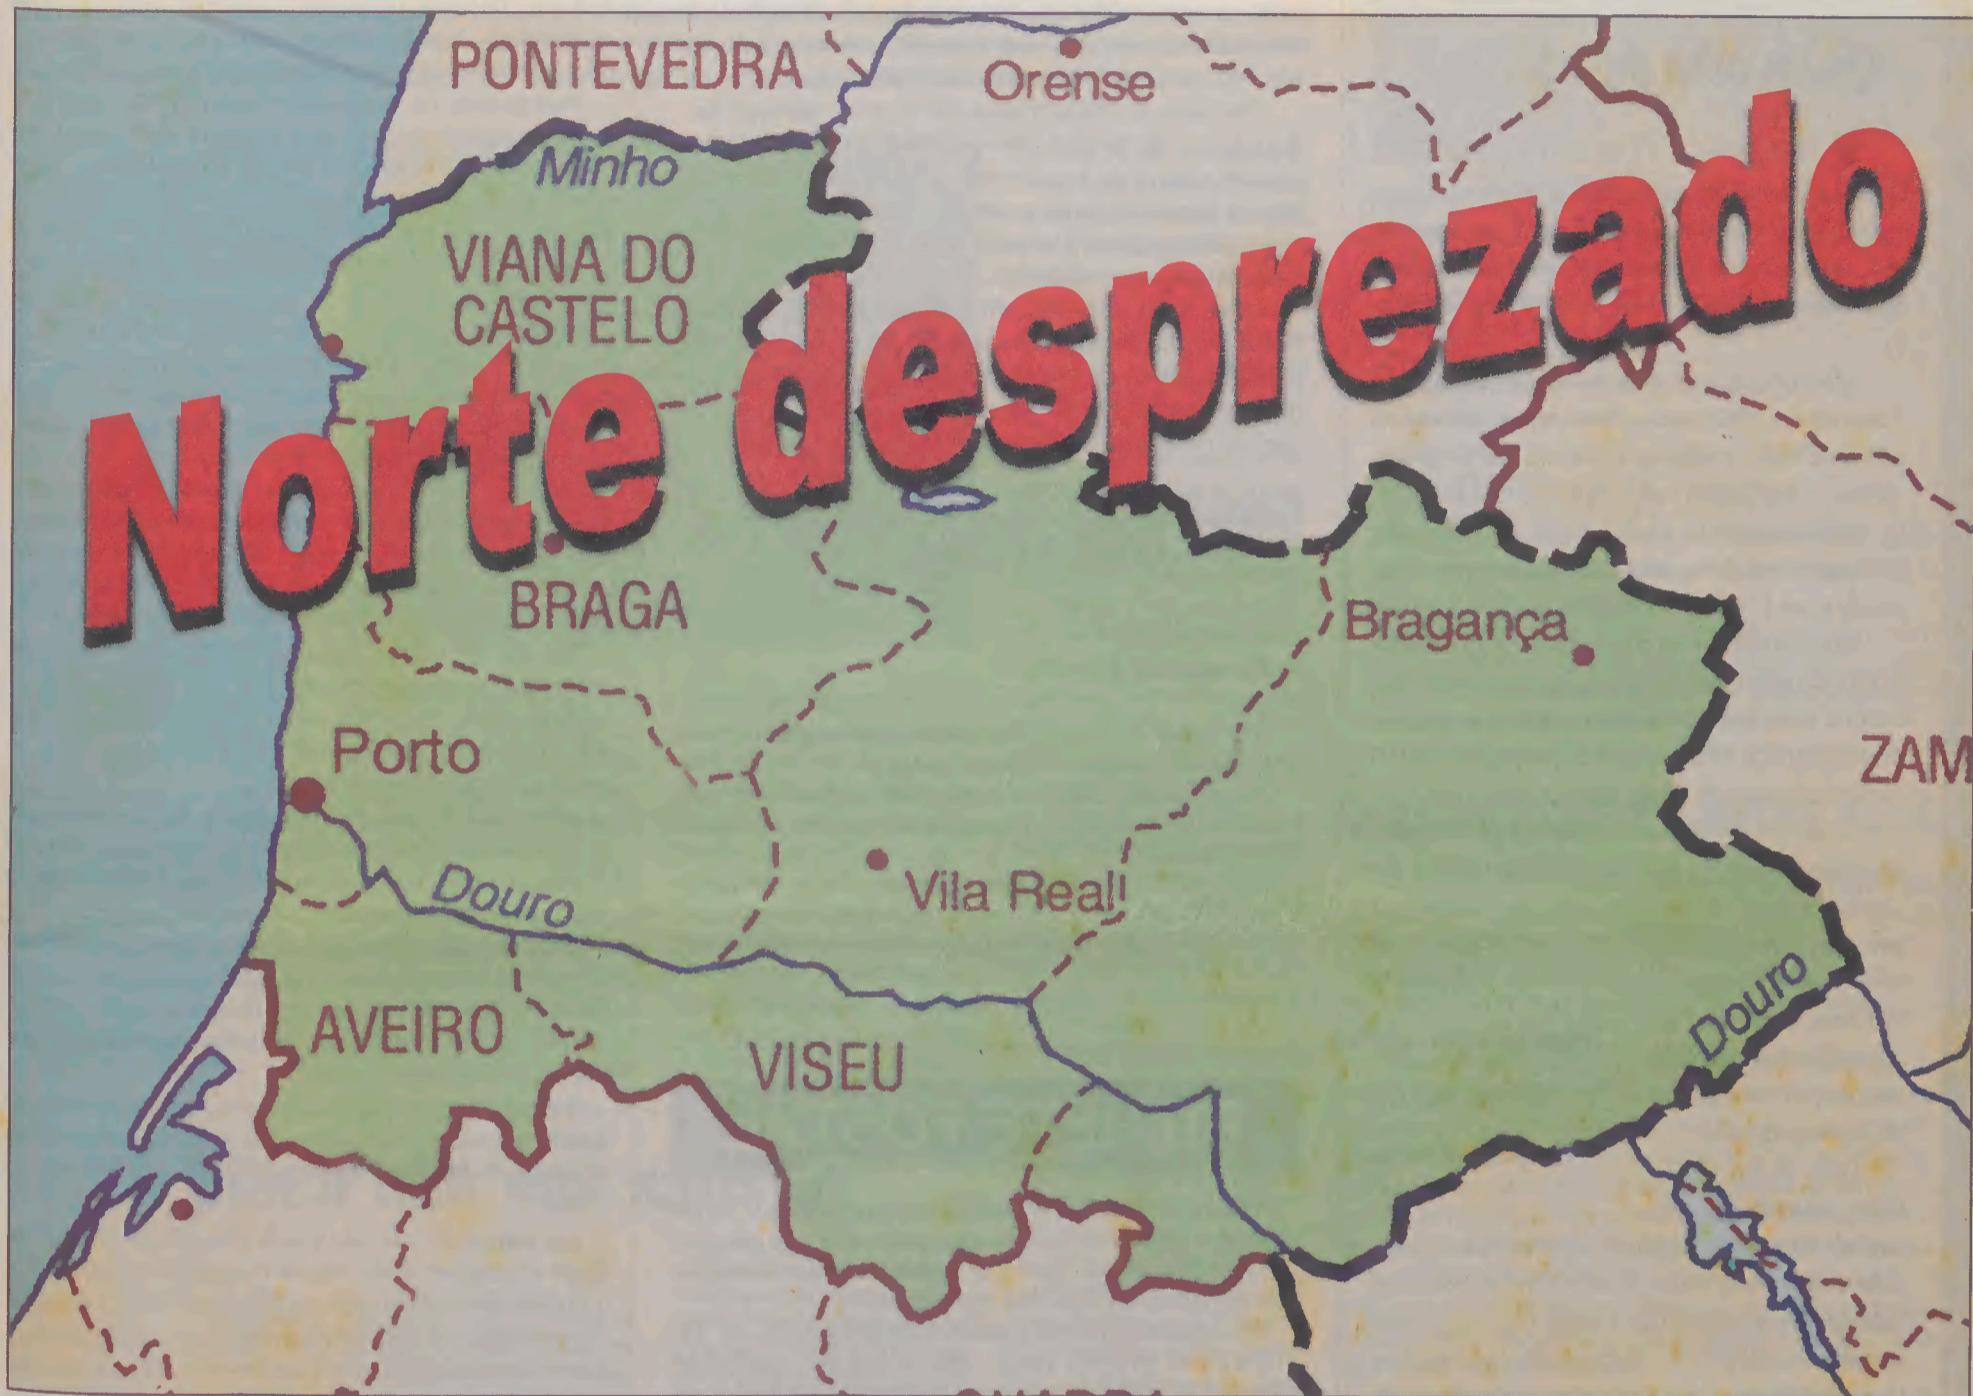 PONTEVEDRA
Orense
Minho
VIANA DO
CASTELO
Norte desprezado
BRAGA
Bragança
Porto
ZAM
Vila Real
Douro
Douro
AVEIRO
VISEU